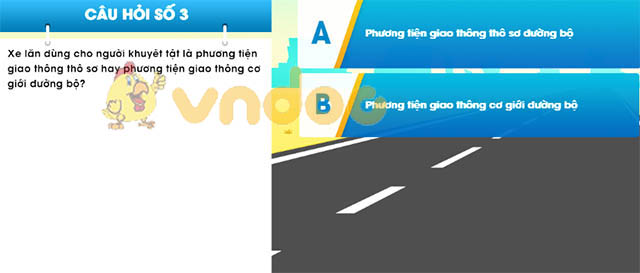 CÂU HỎI SỐ 3
Xe lăn dùng cho người khuyết tật là phương tiện
giao thông thô sơ hay phương tiện giao thông cơ
giới đường bộ?
A
Phương tiện giao thông thô sơ đường bộ
B
Phương tiện giao thông cơ giới đường bộ
vndoc